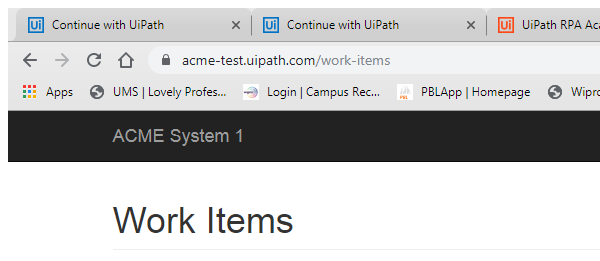 Ui Continue with UiPath Ui Continue with UiPath Ui UiPath RPA Aca
acme-test.uipath.com/work-items
Apps UMS | Lovely Profes... Login | Campus Rec... PBL PBLApp | Homepage Wipro
ACME System 1
Work Items